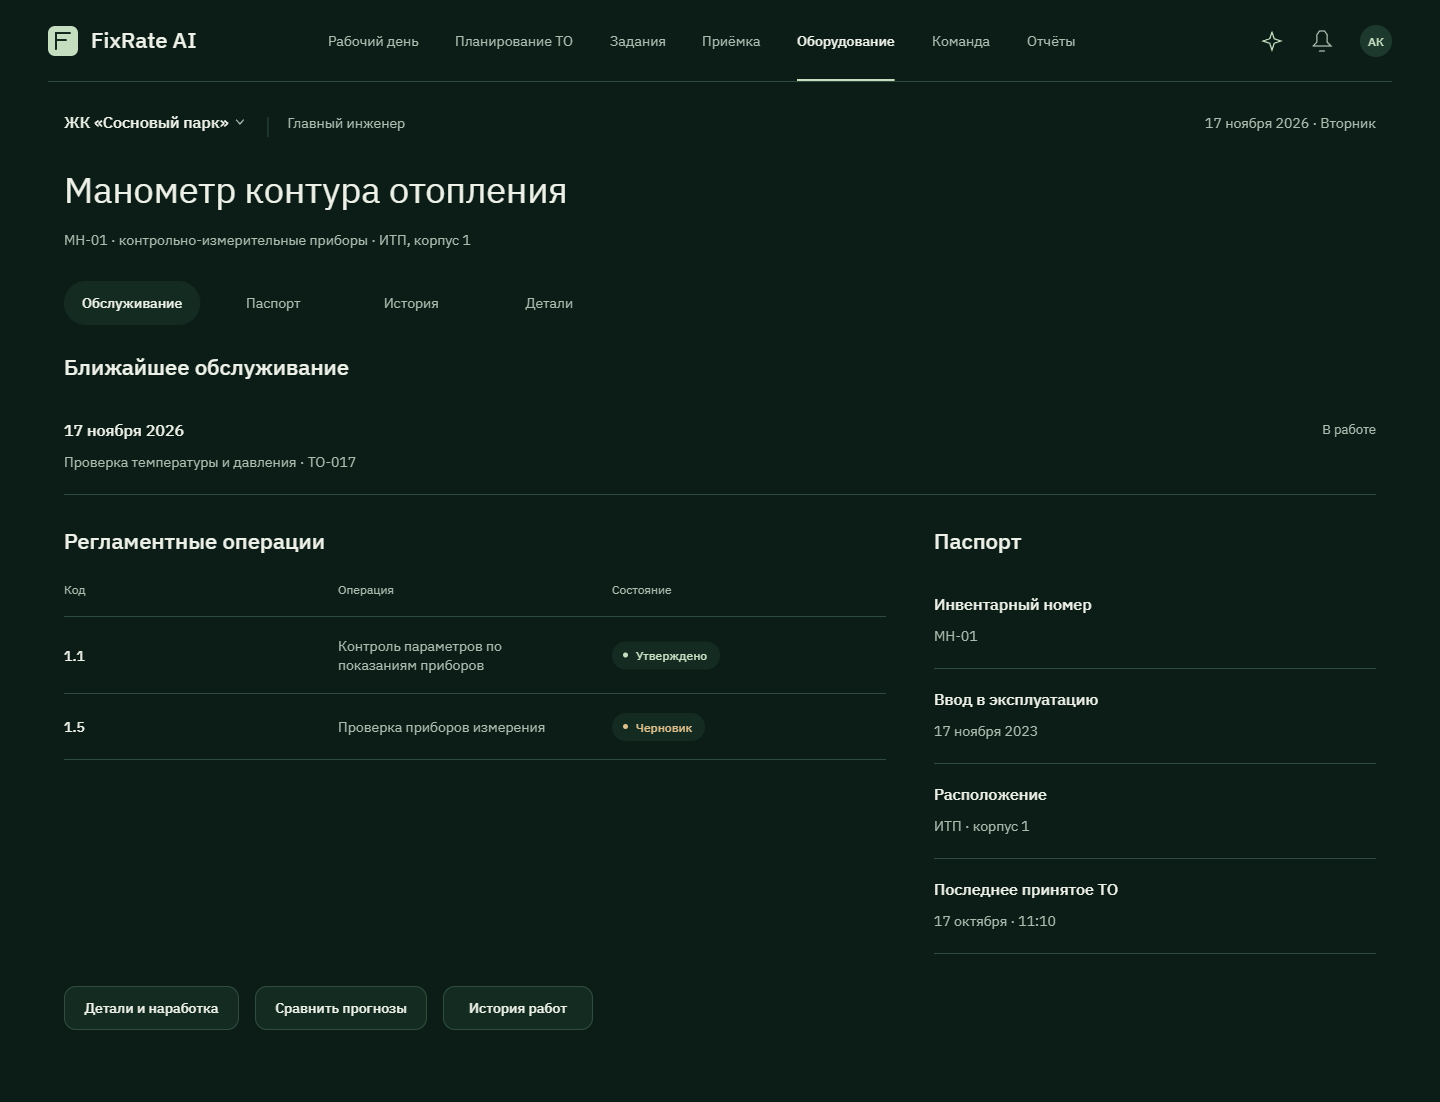 FixRate AI
Рабочий день
Планирование ТО
Задания
Приёмка
Оборудование
Команда
Отчёты
АК
ЖК «Сосновый парк»
Главный инженер
17 ноября 2026 · Вторник
Манометр контура отопления
МН-01 · контрольно-измерительные приборы · ИТП, корпус 1
Обслуживание
Паспорт
История
Детали
Ближайшее обслуживание
17 ноября 2026
В работе
Проверка температуры и давления · ТО-017
Регламентные операции
Код
Операция
Состояние
1.1
Контроль параметров по
показаниям приборов
Утверждено
1.5
Проверка приборов измерения
Черновик
Паспорт
Инвентарный номер
МН-01
Ввод в эксплуатацию
17 ноября 2023
Расположение
ИТП · корпус 1
Последнее принятое ТО
17 октября · 11:10
Детали и наработка
Сравнить прогнозы
История работ